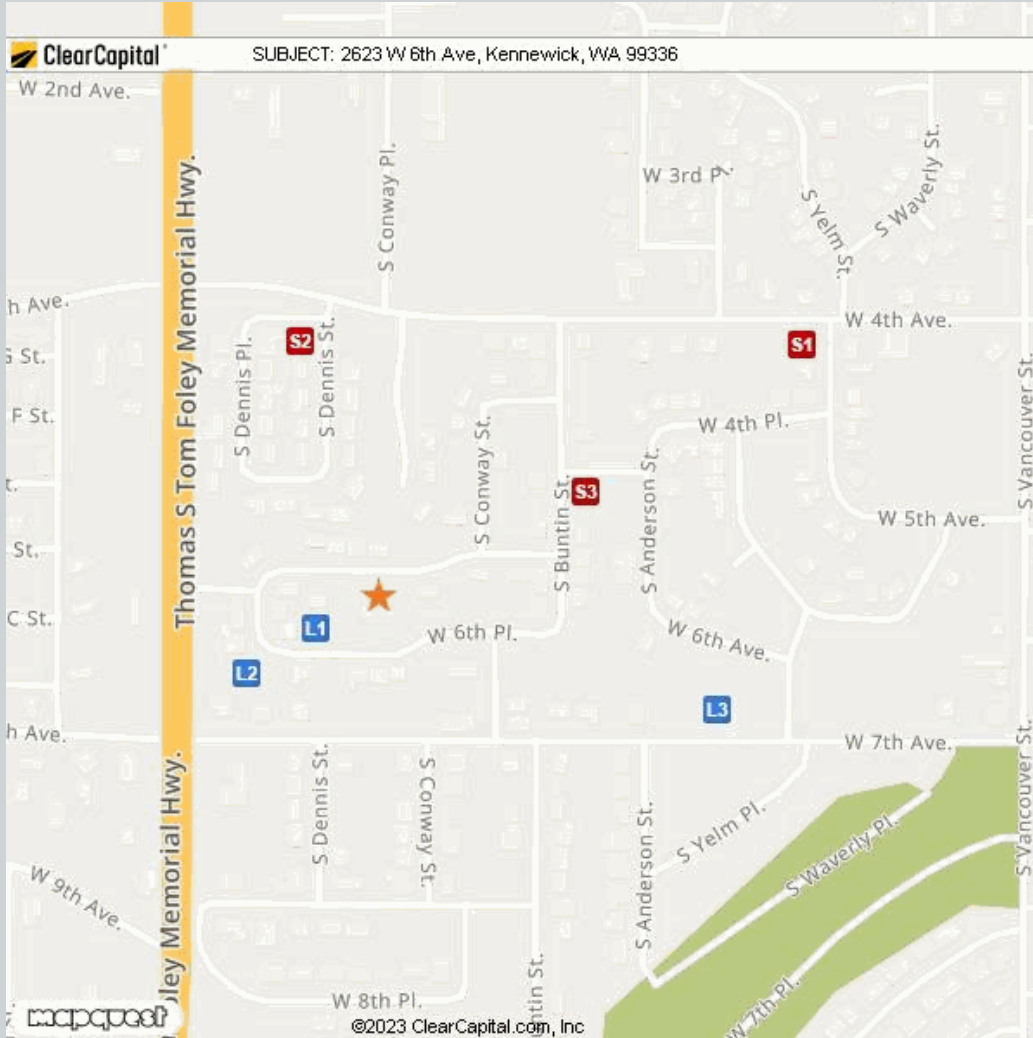 ClearCapital
SUBJECT: 2623 W 6th Ave, Kennewick, WA 99336
W 2nd Ave.
Thomas S Tom Foley Memorial Hwy.
S Conway Pl.
W 3rd Pl.
S Yelm St.
S Waverly St.
h Ave.
W 4th Ave.
S2
S1
G St.
S Dennis Pl.
S Dennis St.
S Vancouver St.
F St.
W 4th Pl.
S Conway St.
t.
S3
S Buntin St.
S Anderson St.
W 5th Ave.
St.
C St.
L1
W 6th Pl.
W 6th Ave.
L2
L3
h Ave.
W 7th Ave.
S Vancouver St.
oley Memorial Hwy.
S Dennis St.
S Conway St.
S Anderson St.
S Yelm Pl.
S Waverly Pl.
W 9th Ave.
ntin St.
W 8th Pl.
W 7th Pl.
mapquest
©2023 ClearCapital.com, Inc